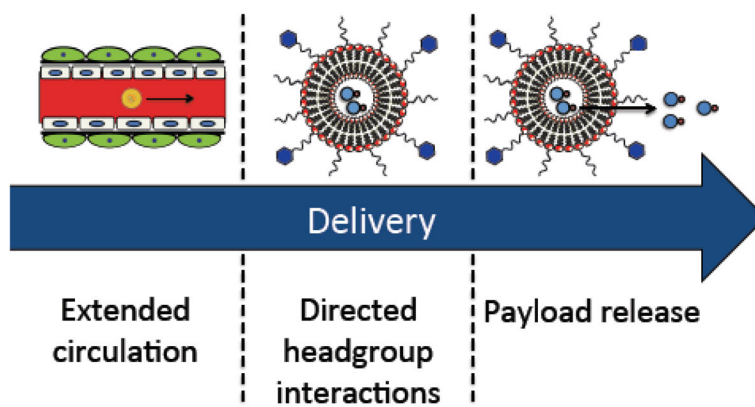 Delivery
Extended
circulation
Directed
headgroup
interactions
Payload release